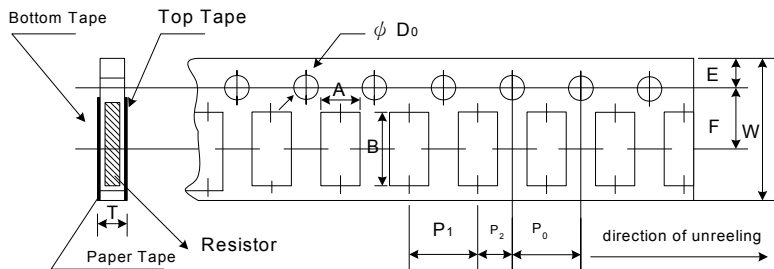 Bottom Tape
Top Tape
ϕ D0
A
B
E
F
W
T
P1
P2
P0
direction of unreeling
Resistor
Paper Tape